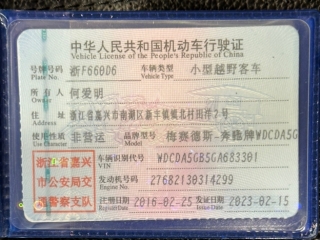 中华人民共和国机动车行驶证
Vehicle License of the People's Republic of China
号牌号码 浙F660D6 车辆类型 小型越野客车
Plate No. Vehicle Type
所有人 何爱明
Owner
住址 浙江省嘉兴市南湖区新丰镇镇北村田洋7号
Address
使用性质 非营运 品牌型号 梅赛德斯-奔驰牌WDCDA5G
Use Character Model
浙江省嘉兴
市公安局交
通警察支队
车辆识别代号 WDCDA5GB5GA683301
VIN
发动机号码 27682130314299
Engine No.
注册日期 2016-02-25 发证日期 2023-02-15
Register Date Issue Date